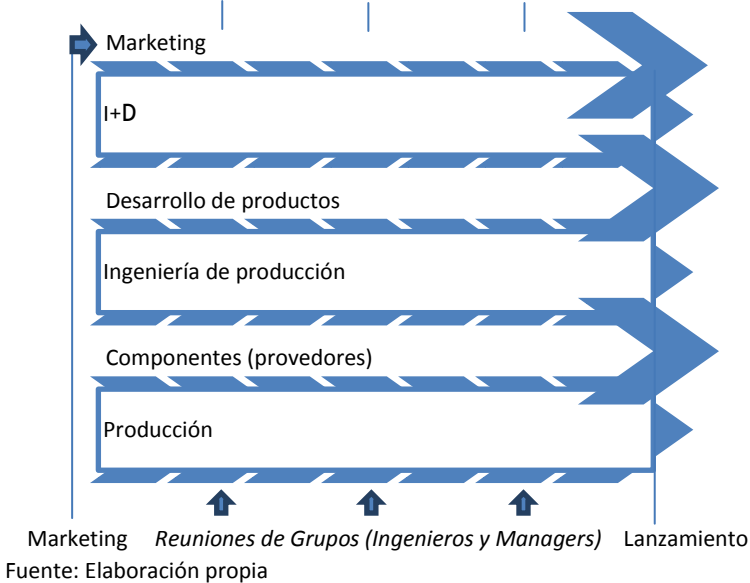 Marketing
I+D
Desarrollo de productos
Ingeniería de producción
Componentes (provedores)
Producción
Marketing Reuniones de Grupos (Ingenieros y Managers) Lanzamiento
Fuente: Elaboración propia